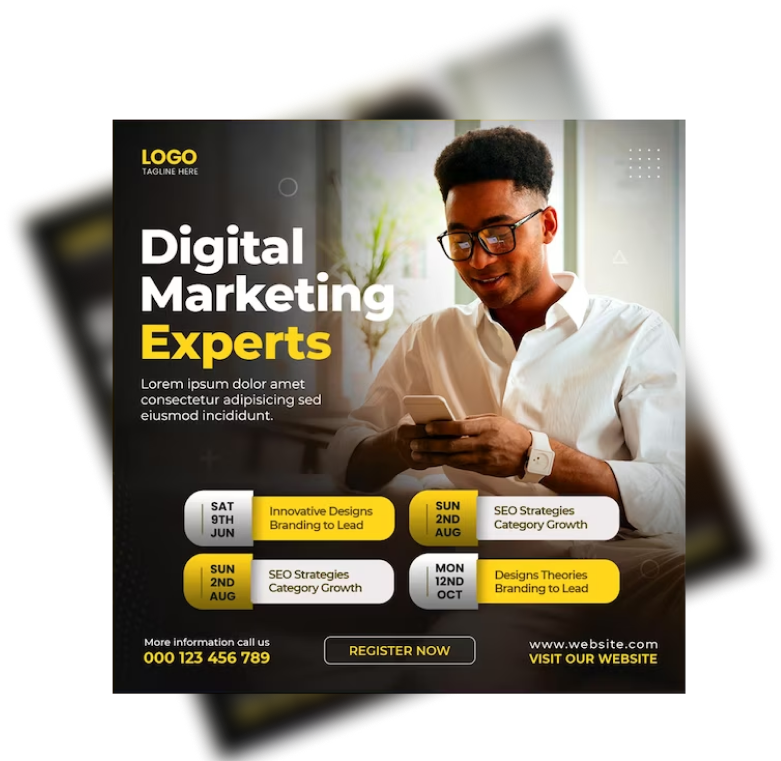 LOGO
TAGLINE HERE
Digital
Marketing
Experts
Lorem ipsum dolor amet
consectetur adipisicing sed
eiusmod incididunt.
SAT
9TH
JUN
Innovative Designs
Branding to Lead
SUN
2ND
AUG
SEO Strategies
Category Growth
SUN
2ND
AUG
SEO Strategies
Category Growth
MON
12ND
OCT
Designs Theories
Branding to Lead
More information call us
000 123 456 789
REGISTER NOW
www.website.com
VISIT OUR WEBSITE